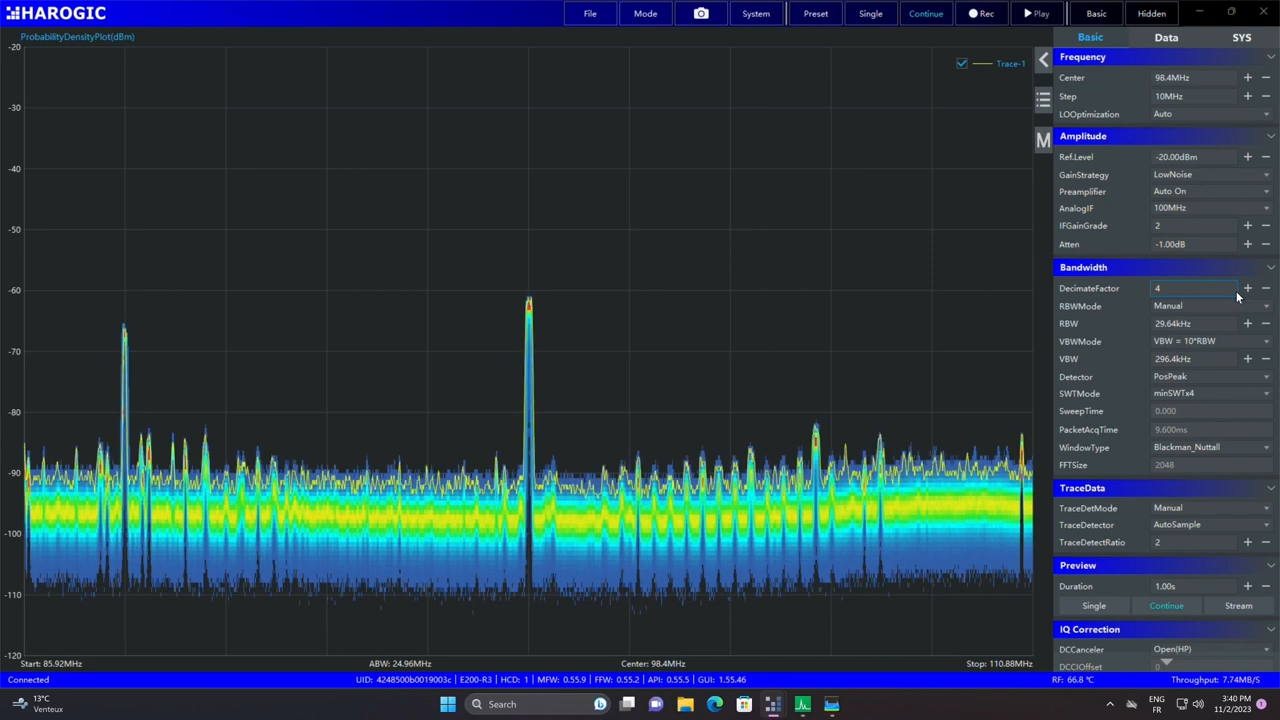 HAROGIC
File Mode System Preset Single Continue Rec Play Basic Hidden
ProbabilityDensityPlot(dBm)
Basic Data SYS
-20
-30
-40
-50
-60
-70
-80
-90
-100
-110
-120
Trace-1
M
Frequency
Center 98.4MHz + −
Step 10MHz + −
LOOptimization Auto
Amplitude
Ref.Level -20.00dBm + −
GainStrategy LowNoise
Preamplifier Auto On
AnalogIF 100MHz
IFGainGrade 2 + −
Atten -1.00dB + −
Bandwidth
DecimateFactor 4 + −
RBWMode Manual
RBW 29.64kHz + −
VBWMode VBW = 10*RBW
VBW 296.4kHz + −
Detector PosPeak
SWTMode minSWTx4
SweepTime 0.000
PacketAcqTime 9.600ms
WindowType Blackman_Nuttall
FFTSize 2048
TraceData
TraceDetMode Manual
TraceDetector AutoSample
TraceDetectRatio 2 + −
Preview
Duration 1.00s + −
Single Continue Stream
IQ Correction
DCCanceler Open(HP)
DCCIOffset 0
Start: 85.92MHz ABW: 24.96MHz Center: 98.4MHz Stop: 110.88MHz
Connected UID: 4248500b0019003c | E200-R3 | HCD: 1 | MFW: 0.55.9 | FFW: 0.55.2 | API: 0.55.5 | GUI: 1.55.46 RF: 66.8 ℃ Throughput: 7.74MB/S
13°C
Venteux
Search
ENG
FR
3:40 PM
11/2/2023
1